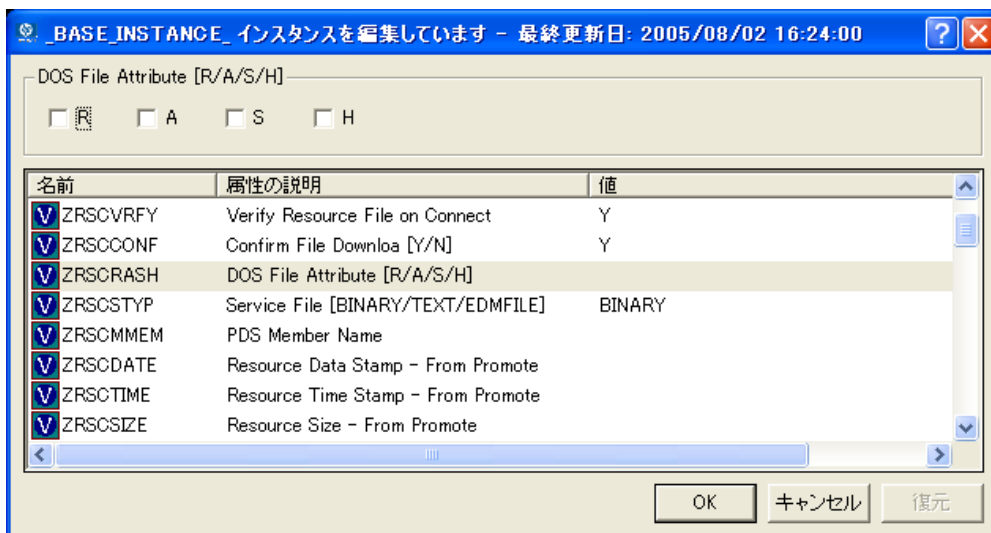 _BASE_INSTANCE_ インスタンスを編集しています - 最終更新日: 2005/08/02 16:24:00
DOS File Attribute [R/A/S/H]
R A S H
名前 属性の説明 値
V ZRSCVRFY Verify Resource File on Connect Y
V ZRSCCONF Confirm File Downloa [Y/N] Y
V ZRSCRASH DOS File Attribute [R/A/S/H]
V ZRSCSTYP Service File [BINARY/TEXT/EDMFILE] BINARY
V ZRSCMMEM PDS Member Name
V ZRSCDATE Resource Data Stamp - From Promote
V ZRSCTIME Resource Time Stamp - From Promote
V ZRSCSIZE Resource Size - From Promote
OK キャンセル 復元